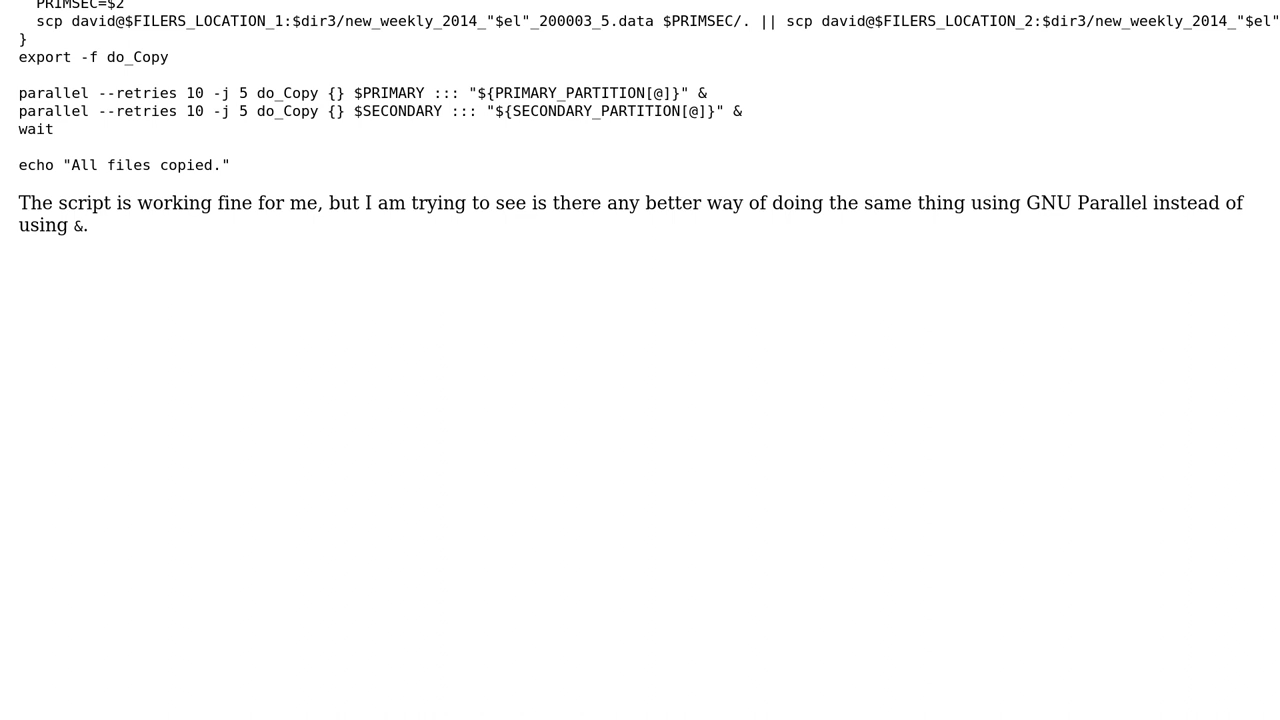 PRIMSEC=$2
scp david@$FILERS_LOCATION_1:$dir3/new_weekly_2014_"$el"_200003_5.data $PRIMSEC/. || scp david@$FILERS_LOCATION_2:$dir3/new_weekly_2014_"$el"
}
export -f do_Copy
parallel --retries 10 -j 5 do_Copy {} $PRIMARY ::: "${PRIMARY_PARTITION[@]}" &
parallel --retries 10 -j 5 do_Copy {} $SECONDARY ::: "${SECONDARY_PARTITION[@]}" &
wait
echo "All files copied."
The script is working fine for me, but I am trying to see is there any better way of doing the same thing using GNU Parallel instead of
using &.